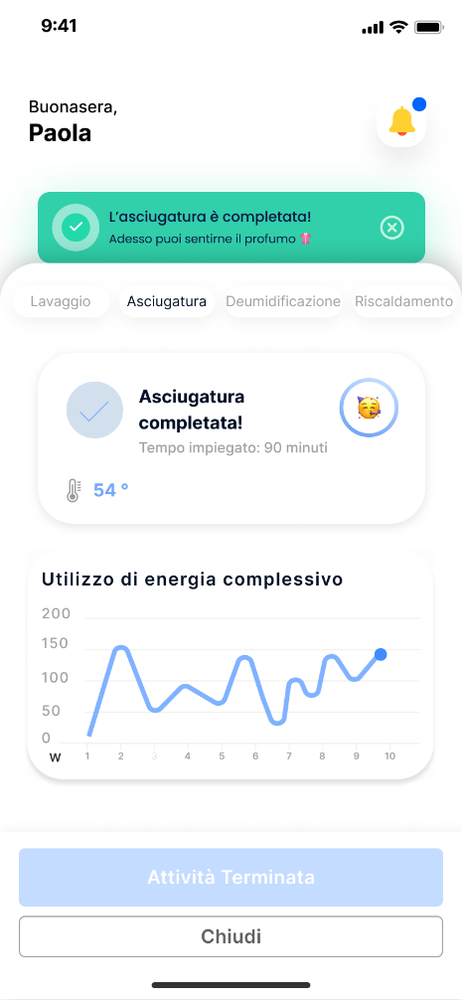 9:41
Buonasera,
Paola
L’asciugatura è completata!
Adesso puoi sentirne il profumo
Lavaggio Asciugatura Deumidificazione Riscaldamento
Asciugatura
completata!
Tempo impiegato: 90 minuti
54 °
Utilizzo di energia complessivo
200
150
100
50
0
W 1 2 3 4 5 6 7 8 9 10
Attività Terminata
Chiudi